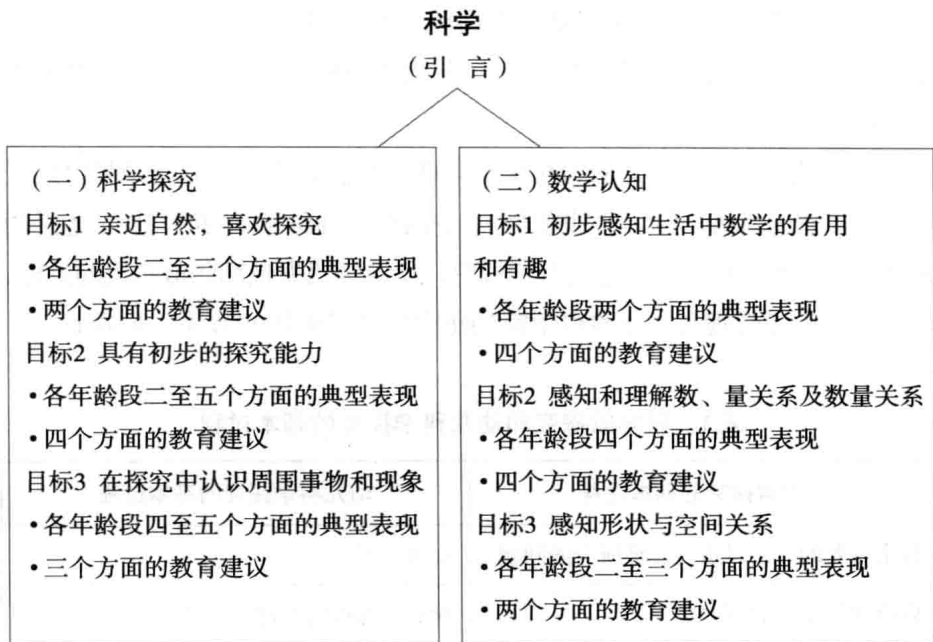 科学
（引 言）
（一）科学探究
目标1 亲近自然，喜欢探究
•各年龄段二至三个方面的典型表现
•两个方面的教育建议
目标2 具有初步的探究能力
•各年龄段二至五个方面的典型表现
•四个方面的教育建议
目标3 在探究中认识周围事物和现象
•各年龄段四至五个方面的典型表现
•三个方面的教育建议
（二）数学认知
目标1 初步感知生活中数学的有用
和有趣
•各年龄段两个方面的典型表现
•四个方面的教育建议
目标2 感知和理解数、量关系及数量关系
•各年龄段四个方面的典型表现
•四个方面的教育建议
目标3 感知形状与空间关系
•各年龄段二至三个方面的典型表现
•两个方面的教育建议